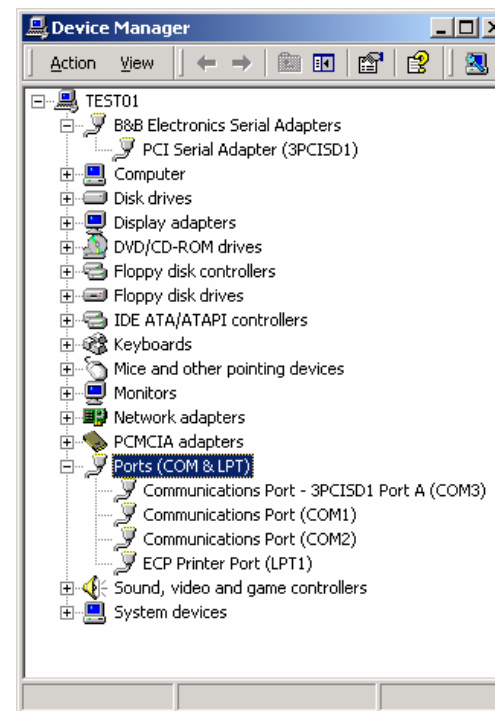 Device Manager
Action View
TEST01
B&B Electronics Serial Adapters
PCI Serial Adapter (3PCISD1)
Computer
Disk drives
Display adapters
DVD/CD-ROM drives
Floppy disk controllers
Floppy disk drives
IDE ATA/ATAPI controllers
Keyboards
Mice and other pointing devices
Monitors
Network adapters
PCMCIA adapters
Ports (COM & LPT)
Communications Port - 3PCISD1 Port A (COM3)
Communications Port (COM1)
Communications Port (COM2)
ECP Printer Port (LPT1)
Sound, video and game controllers
System devices